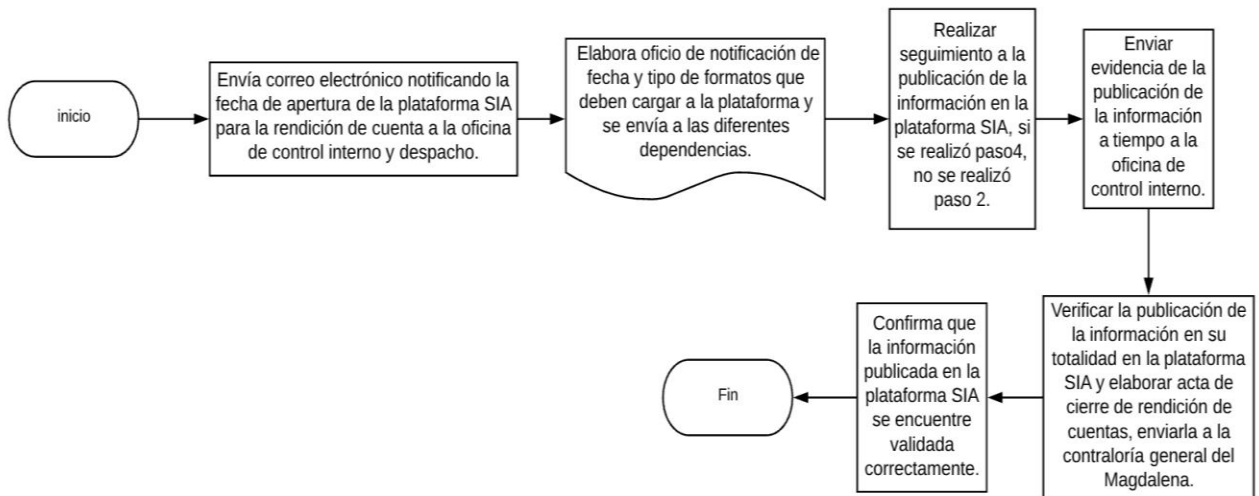 inicio
Envía correo electrónico notificando la
fecha de apertura de la plataforma SIA
para la rendición de cuenta a la oficina
de control interno y despacho.
Elabora oficio de notificación de
fecha y tipo de formatos que
deben cargar a la plataforma y
se envía a las diferentes
dependencias.
Realizar
seguimiento a la
publicación de la
información en la
plataforma SIA, si
se realizó paso4,
no se realizó
paso 2.
Enviar
evidencia de la
publicación de
la información
a tiempo a la
oficina de
control interno.
Verificar la publicación de
la información en su
totalidad en la plataforma
SIA y elaborar acta de
cierre de rendición de
cuentas, enviarla a la
contraloría general del
Magdalena.
Confirma que
la información
publicada en la
plataforma SIA
se encuentre
validada
correctamente.
Fin